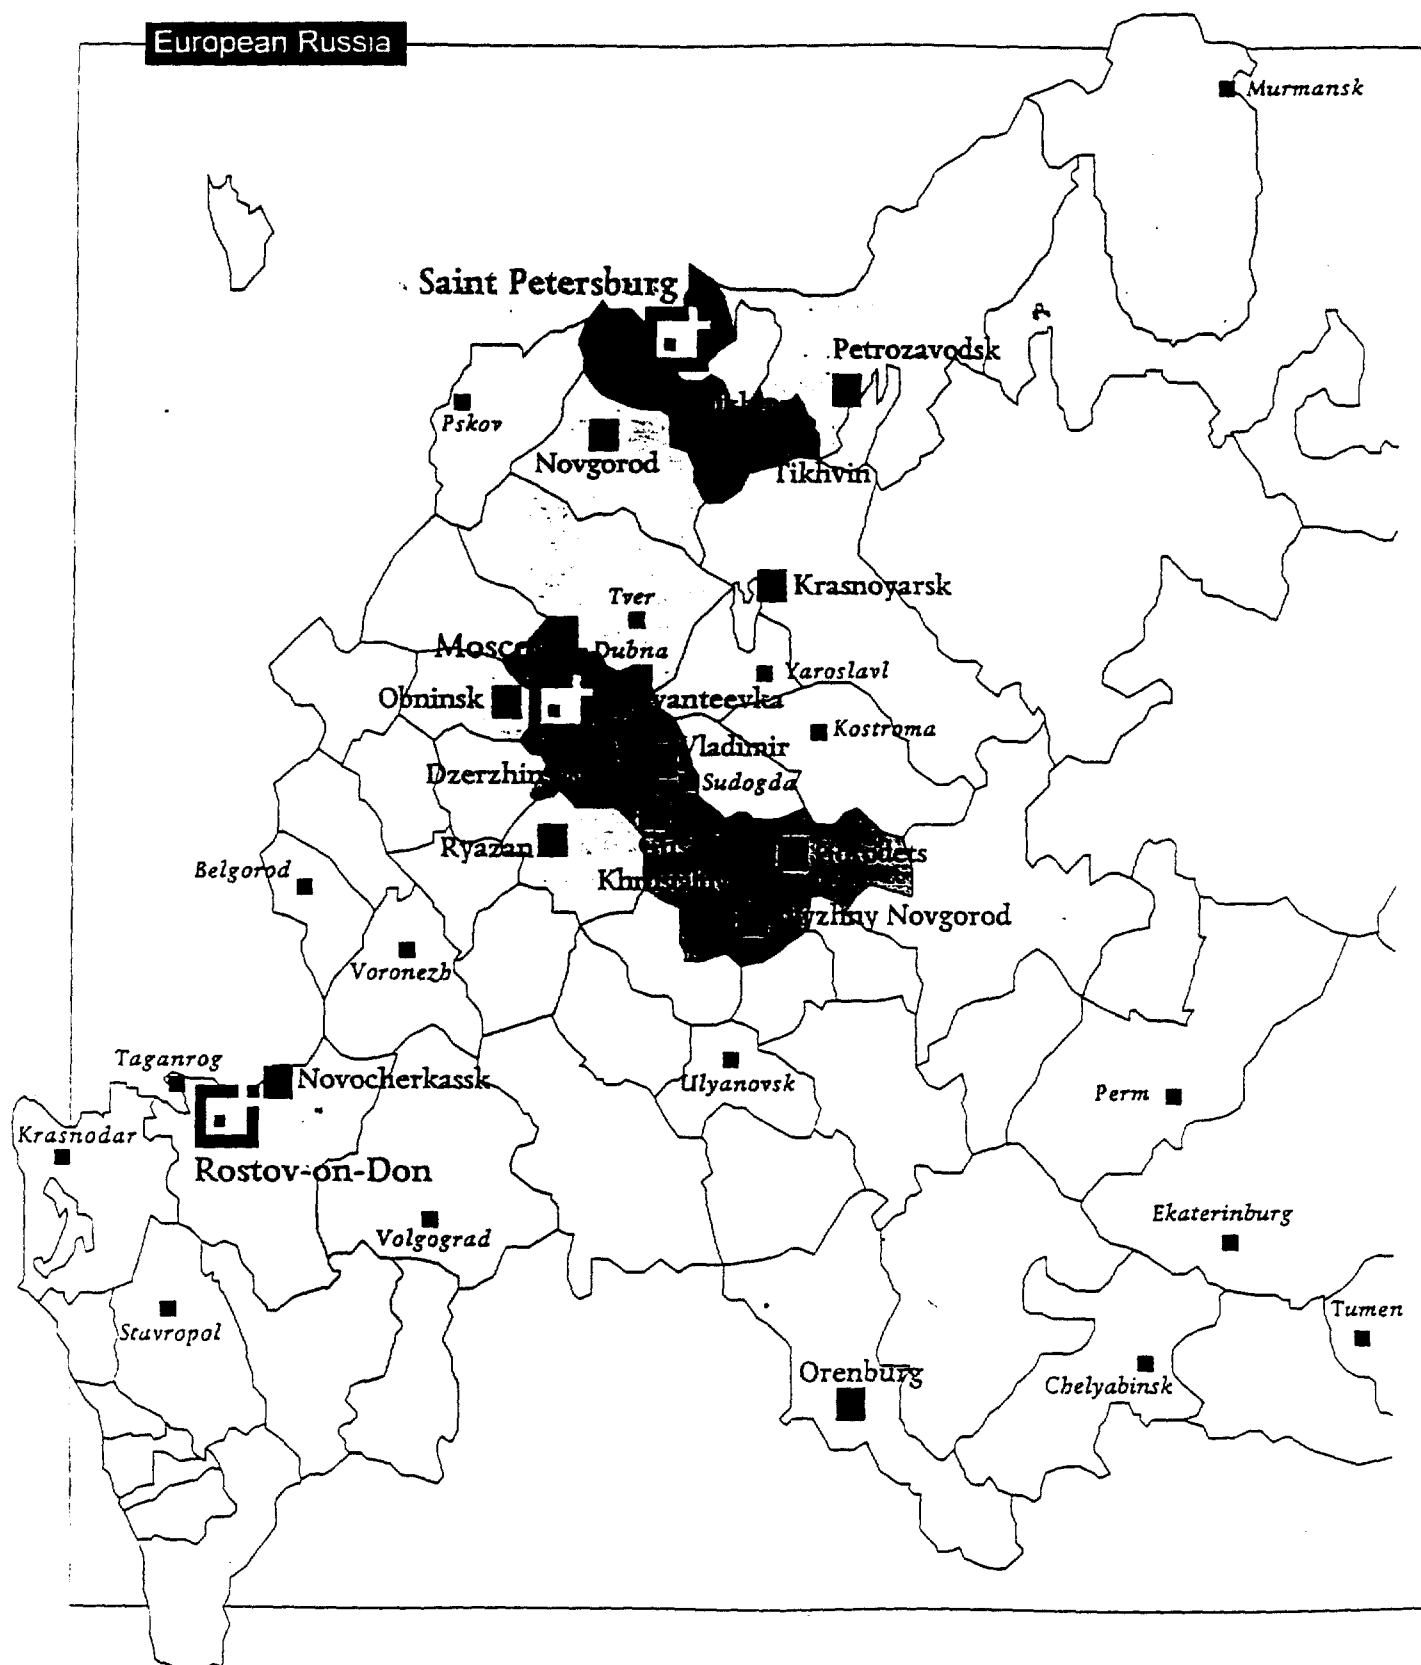 European Russia
Murmansk
Saint Petersburg
Petrozavodsk
Pskov
Novgorod
Tikhvin
Krasnoyarsk
Tver
Dubna
Yaroslavl
Obninsk
Kostroma
Vladimir
Sudogda
Ryazan
Belgorod
Novgorod
Voronezh
Taganrog
Novocherkassk
Ulyanovsk
Perm
Krasnodar
Rostov-on-Don
Ekaterinburg
Volgograd
Tumen
Stavropol
Orenburg
Chelyabinsk